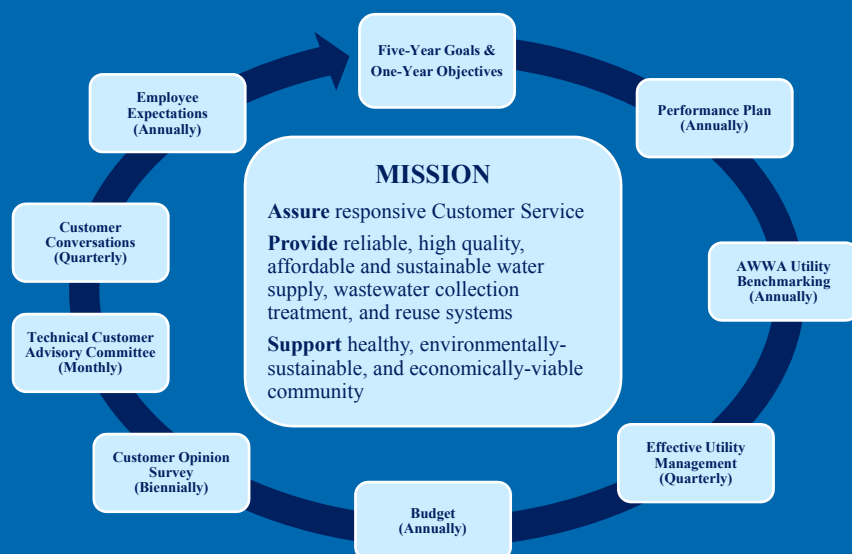 Five-Year Goals &
One-Year Objectives
Performance Plan
(Annually)
AWWA Utility
Benchmarking
(Annually)
Effective Utility
Management
(Quarterly)
Budget
(Annually)
Customer Opinion
Survey
(Biennially)
Technical Customer
Advisory Committee
(Monthly)
Customer
Conversations
(Quarterly)
Employee
Expectations
(Annually)
MISSION
Assure responsive Customer Service
Provide reliable, high quality,
affordable and sustainable water
supply, wastewater collection
treatment, and reuse systems
Support healthy, environmentally-
sustainable, and economically-viable
community